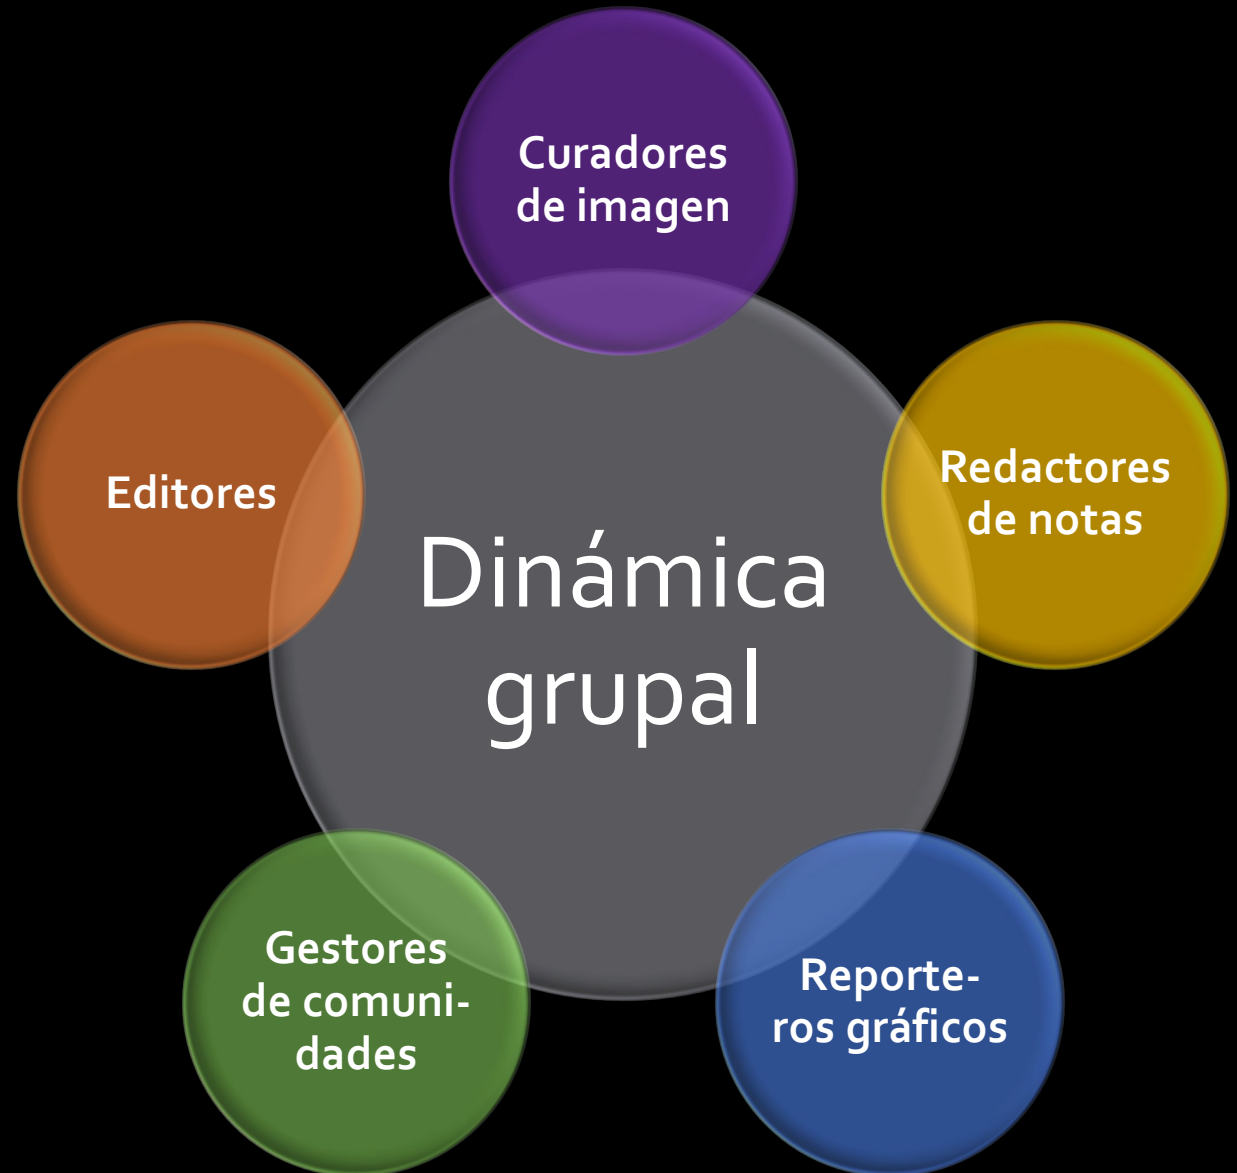 Curadores
de imagen
Editores
Redactores
de notas
Dinámica
grupal
Gestores
de comuni-
dades
Reporte-
ros gráficos